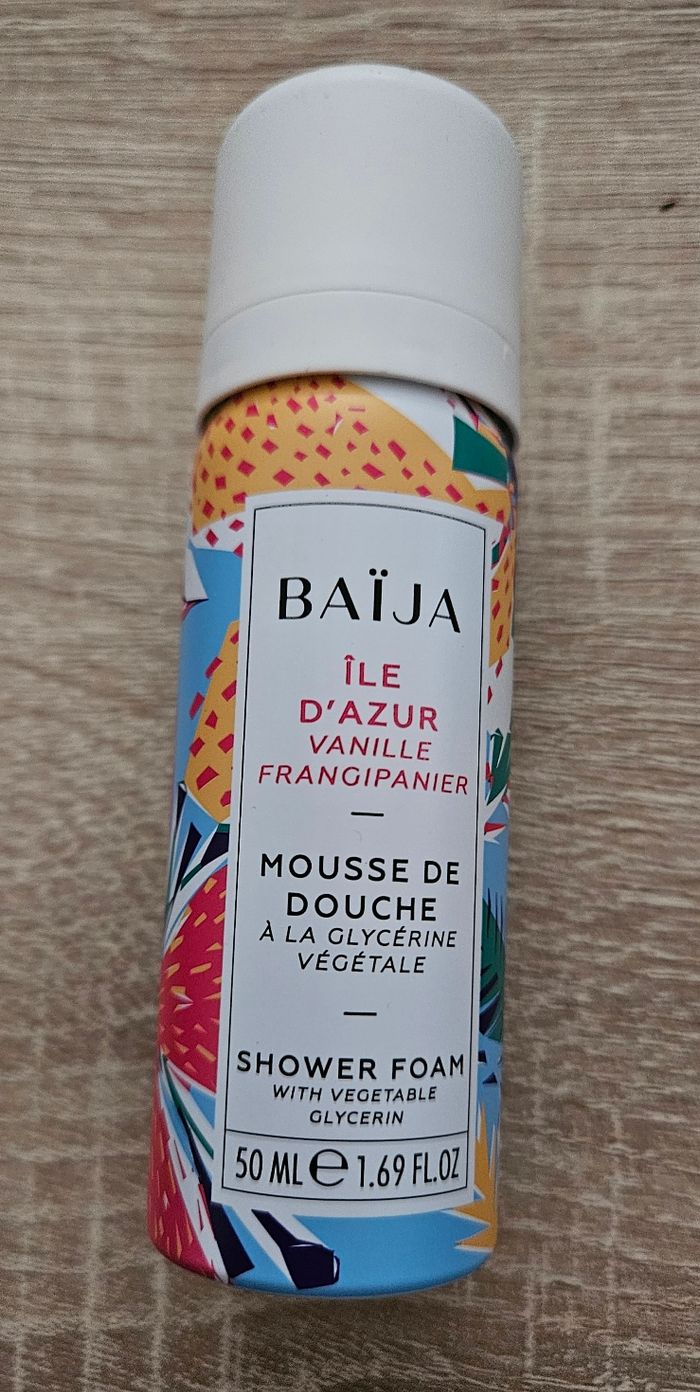 BAÏJA
ÎLE
D'AZUR
VANILLE
FRANGIPANIER
MOUSSE DE
DOUCHE
À LA GLYCÉRINE
VÉGÉTALE
SHOWER FOAM
WITH VEGETABLE
GLYCERIN
50 ML ℮ 1.69 FL.OZ